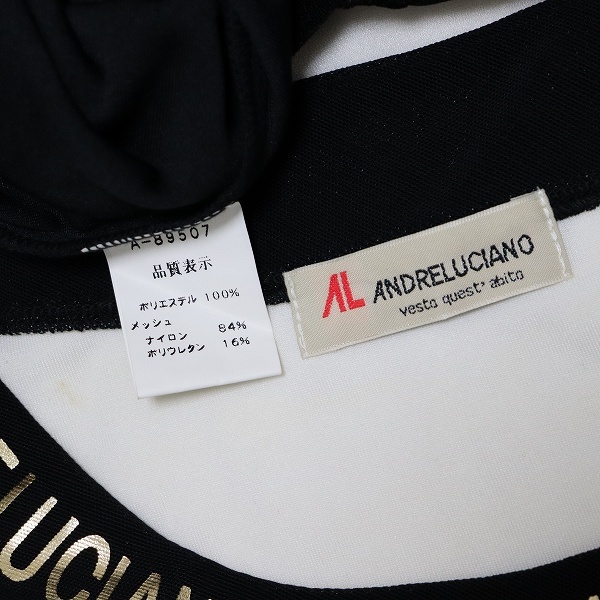 A-89507
品質表示
ポリエステル 100%
メッシュ
ナイロン 84%
ポリウレタン 16%
AL ANDRELUCIANO
vesto quest' abito
LUCIAN